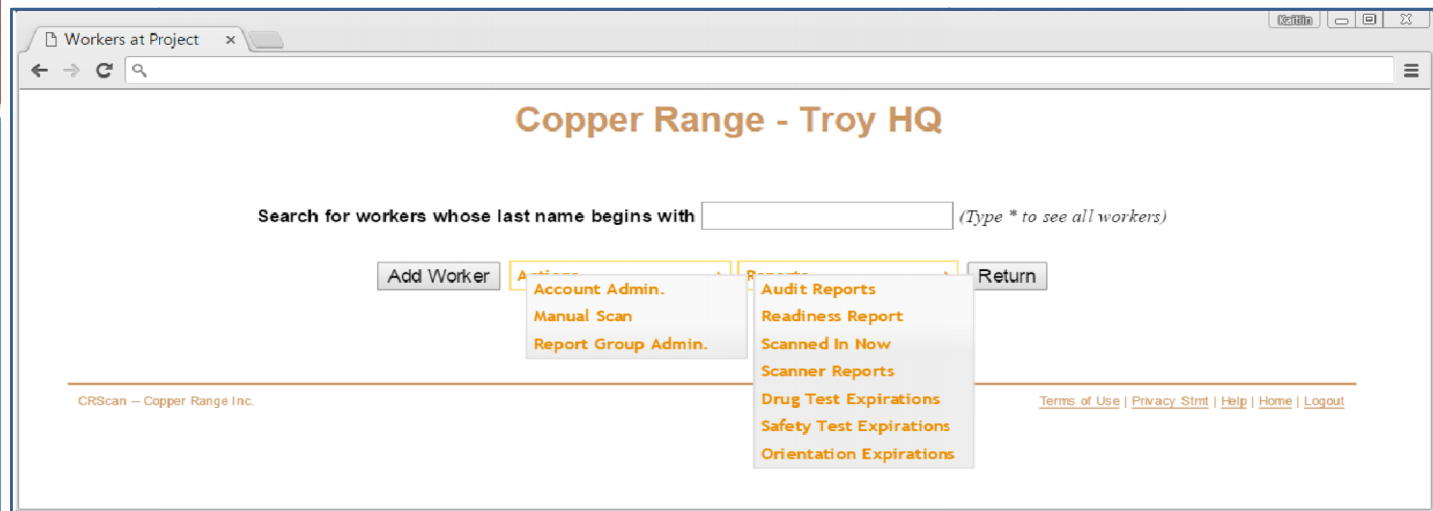 Kaitlin
Workers at Project
Copper Range - Troy HQ
Search for workers whose last name begins with (Type * to see all workers)
Add Worker Actions Reports Return
Account Admin.
Manual Scan
Report Group Admin.
Audit Reports
Readiness Report
Scanned In Now
Scanner Reports
Drug Test Expirations
Safety Test Expirations
Orientation Expirations
CRScan -- Copper Range Inc. Terms of Use | Privacy Stmt | Help | Home | Logout